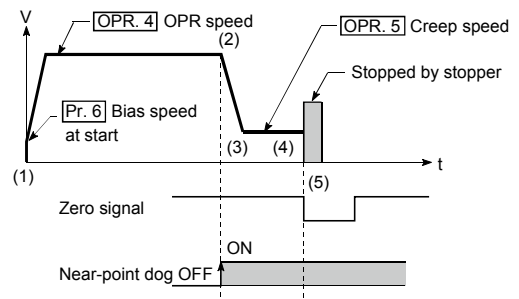 V
OPR. 4 OPR speed
(2)
OPR. 5 Creep speed
Stopped by stopper
Pr. 6 Bias speed
at start
(3)
(4)
t
(1)
(5)
Zero signal
ON
Near-point dog OFF